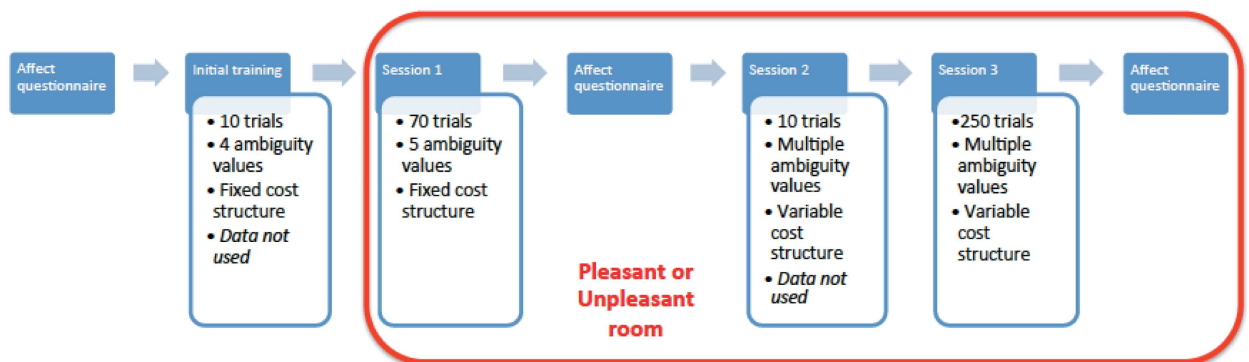 Affect
questionnaire
Initial training
• 10 trials
• 4 ambiguity
values
• Fixed cost
structure
• Data not
used
Session 1
• 70 trials
• 5 ambiguity
values
• Fixed cost
structure
Affect
questionnaire
Pleasant or
Unpleasant
room
Session 2
• 10 trials
• Multiple
ambiguity
values
• Variable
cost
structure
• Data not
used
Session 3
•250 trials
• Multiple
ambiguity
values
• Variable
cost
structure
Affect
questionnaire